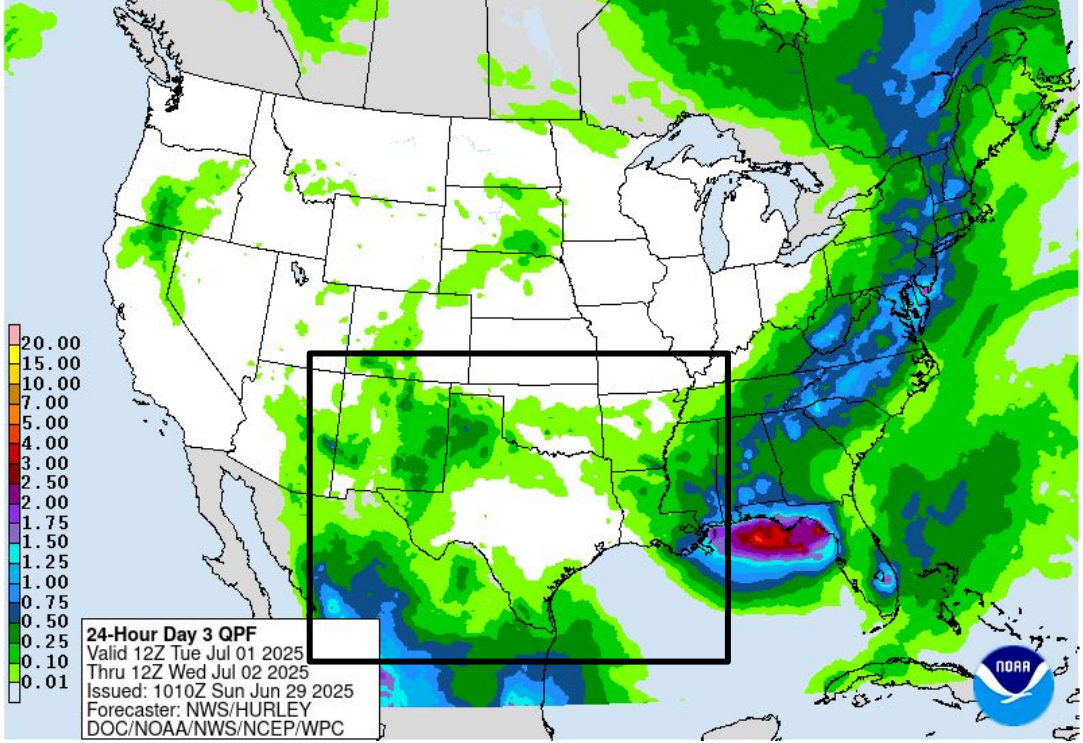 20.00
15.00
10.00
7.00
5.00
4.00
3.00
2.50
2.00
1.75
1.50
1.25
1.00
0.75
0.50
0.25
0.10
0.01
24-Hour Day 3 QPF
Valid 12Z Tue Jul 01 2025
Thru 12Z Wed Jul 02 2025
Issued: 1010Z Sun Jun 29 2025
Forecaster: NWS/HURLEY
DOC/NOAA/NWS/NCEP/WPC
NOAA